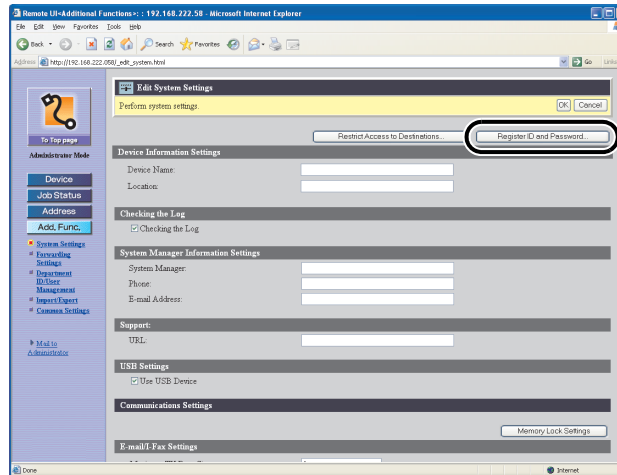 Remote UI<Additional Functions>: : 192.168.222.58 - Microsoft Internet Explorer
File Edit View Favorites Tools Help
Back Search Favorites
Address http://192.168.222.058/_edit_system.html Go Links
Edit System Settings
Perform system settings. OK Cancel
To Top page
Restrict Access to Destinations... Register ID and Password...
Administrator Mode
Device Information Settings
Device Name:
Location:
Device
Job Status
Address
Add. Func.
Checking the Log
Checking the Log
System Settings
Forwarding
Settings
Department
ID/User
Management
Import/Export
Common Settings
System Manager Information Settings
System Manager:
Phone:
E-mail Address:
Support:
URL:
Mail to
Administrator
USB Settings
Use USB Device
Communications Settings
Memory Lock Settings
E-mail/I-Fax Settings
Done Internet